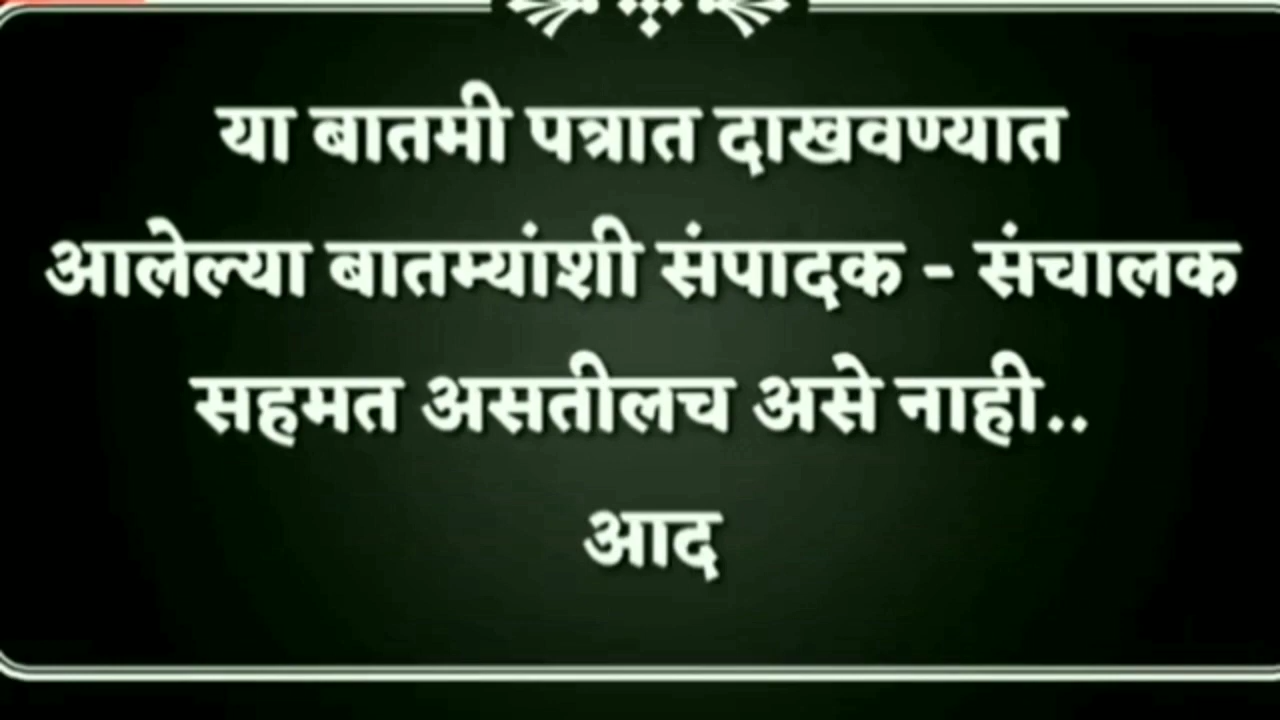 या बातमी पत्रात दाखवण्यात
आलेल्या बातम्यांशी संपादक - संचालक
सहमत असतीलच असे नाही..
आद